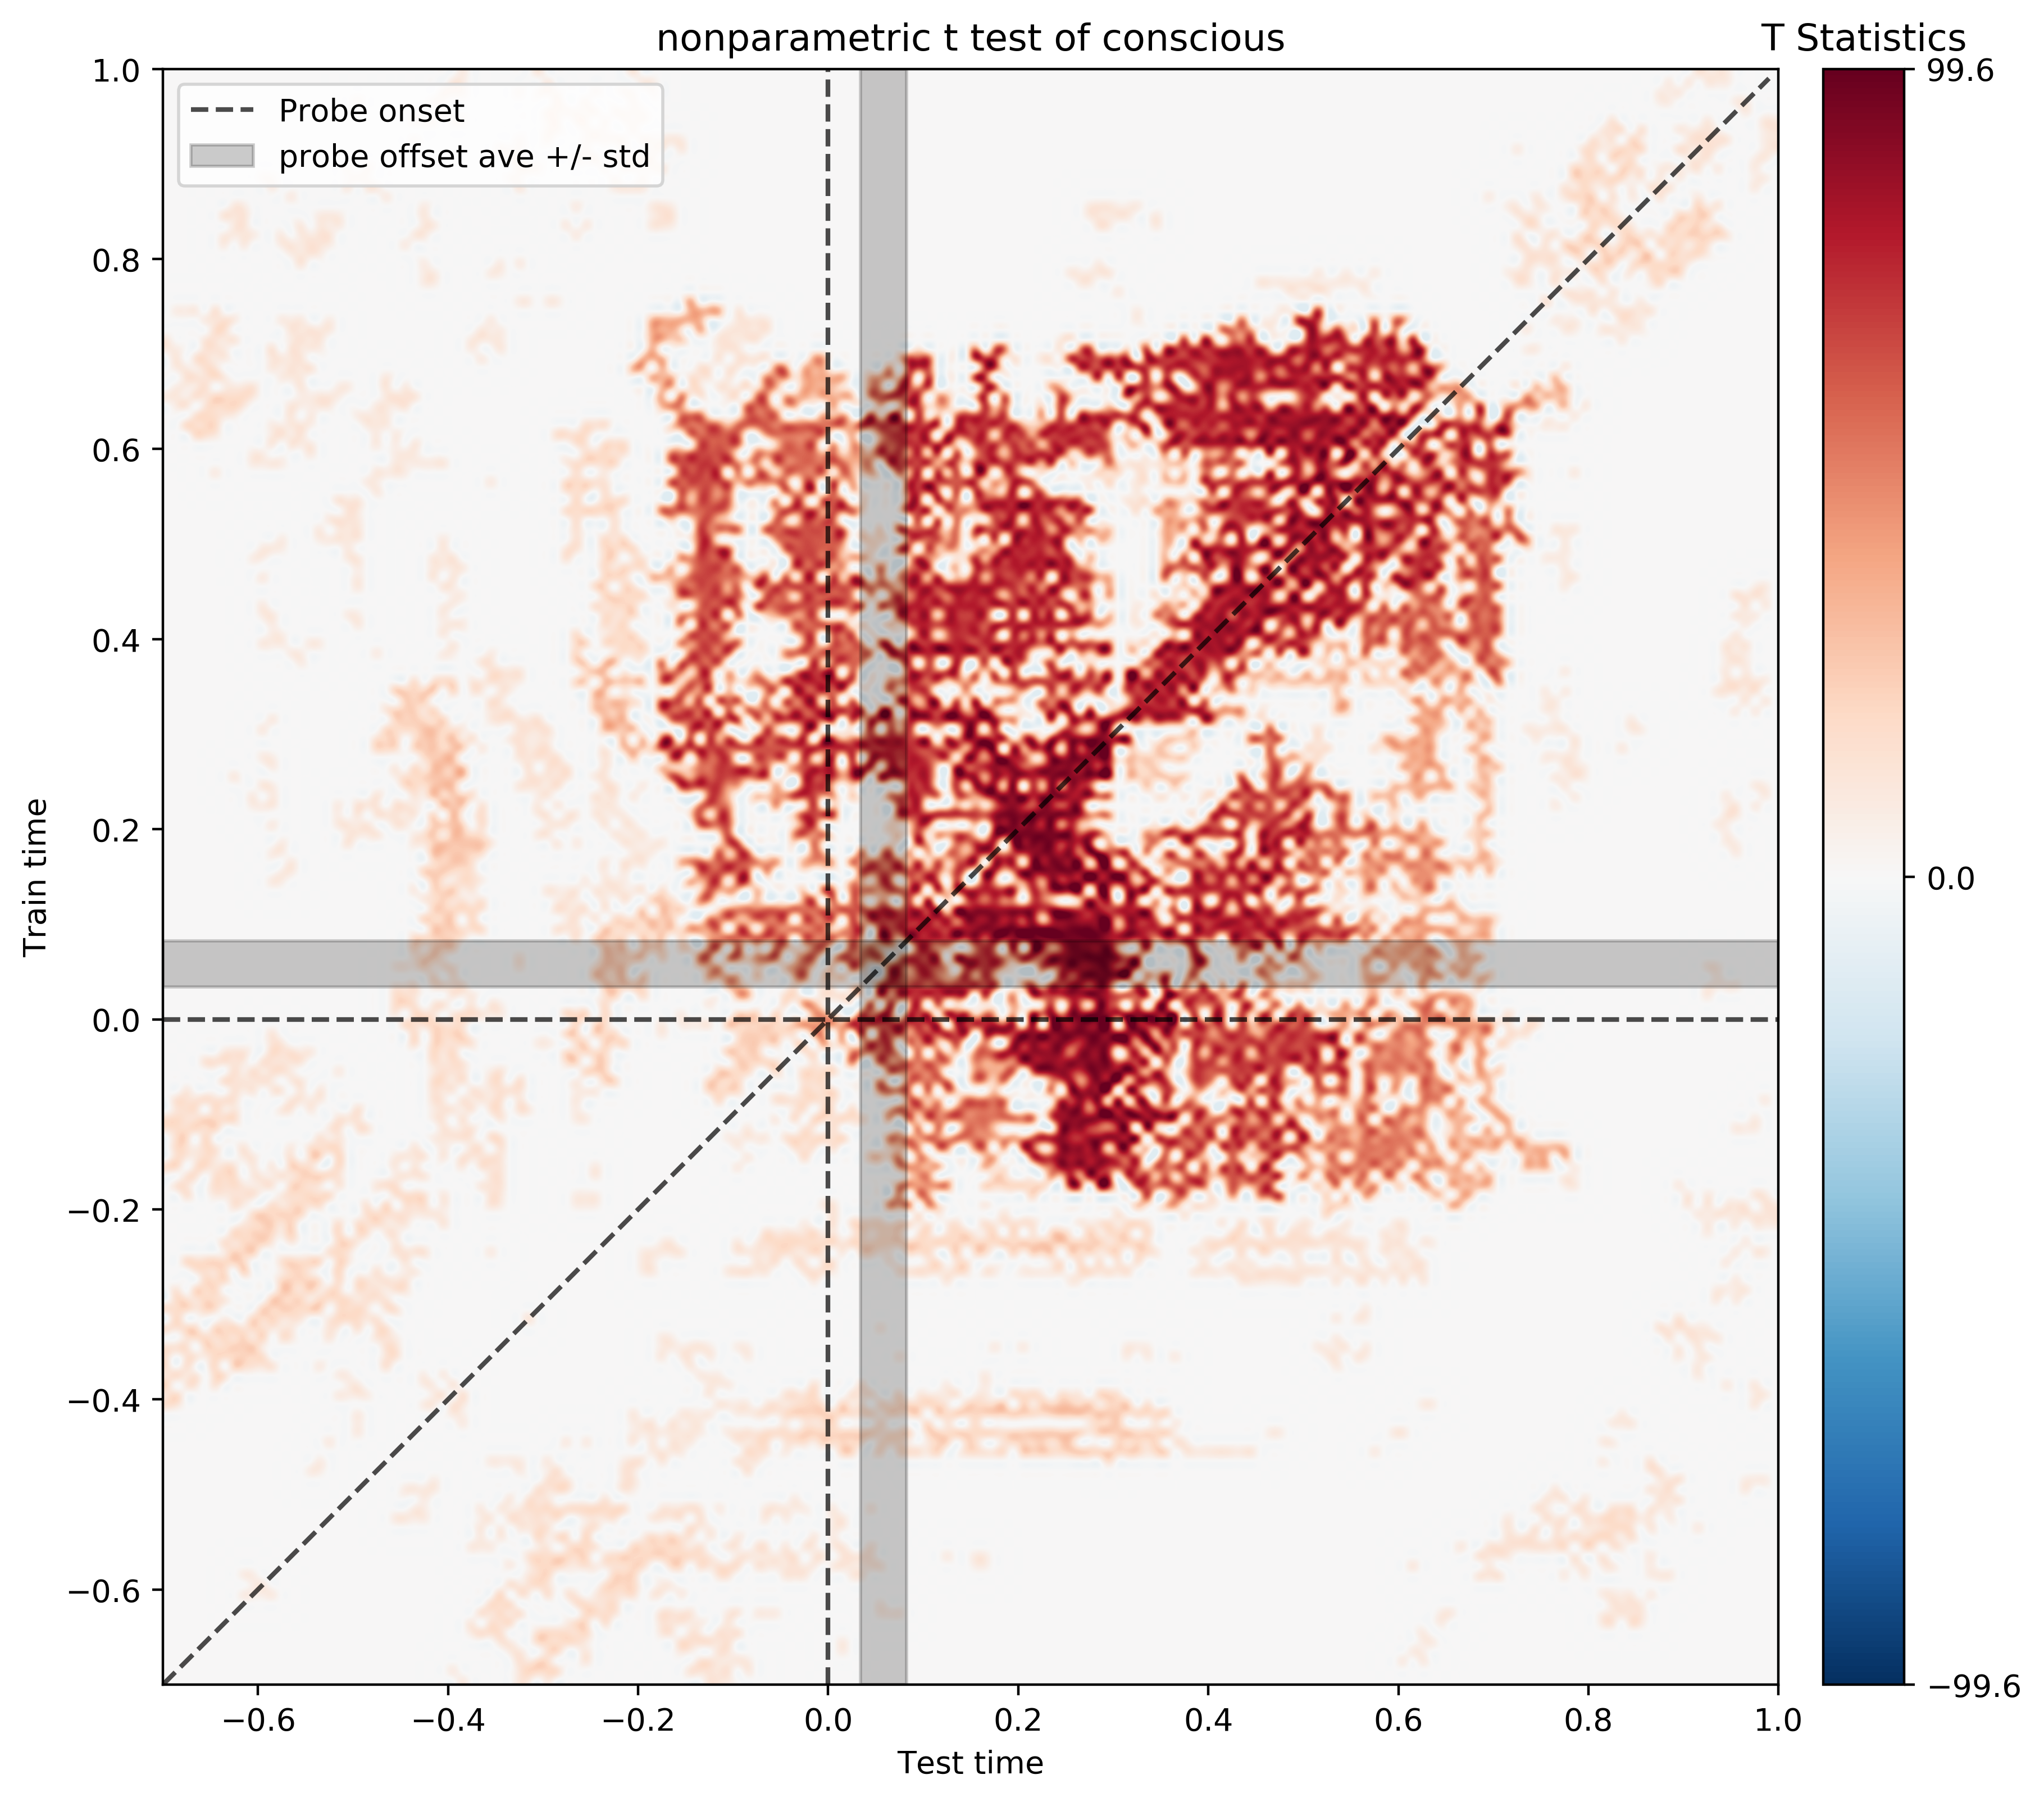 nonparametric t test of conscious
T Statistics
Probe onset
probe offset ave +/- std
1.0
0.8
0.6
0.4
0.2
0.0
−0.2
−0.4
−0.6
Train time
−0.6 −0.4 −0.2 0.0 0.2 0.4 0.6 0.8 1.0
Test time
99.6
0.0
−99.6